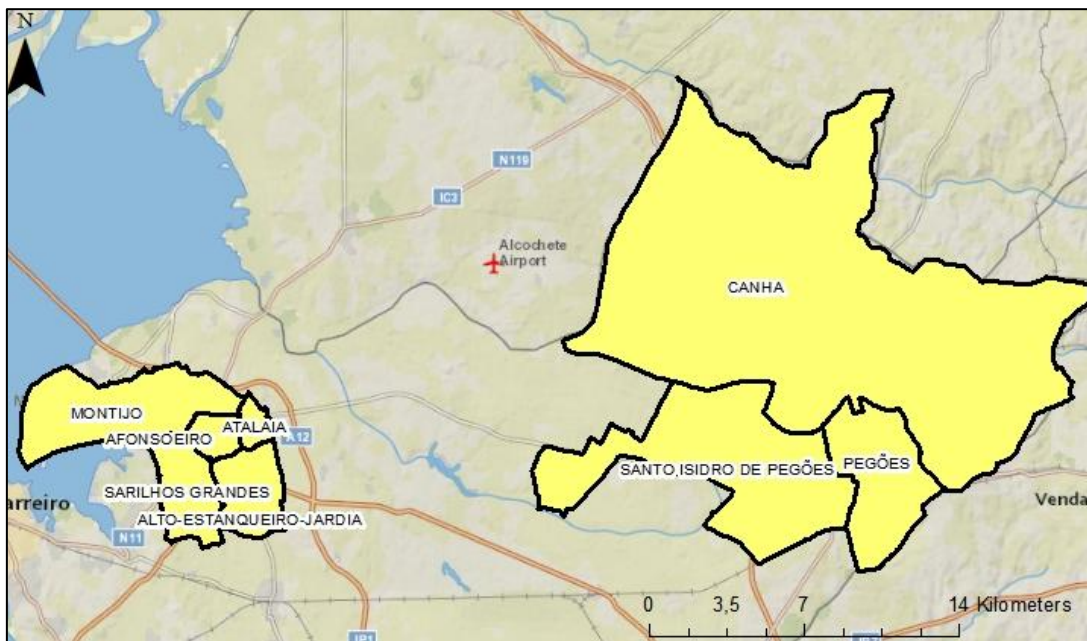 N
N119
IC3
Alcochete
Airport
CANHA
MONTIJO
AFONSOEIRO
ATALAIA
A12
SANTO,ISIDRO DE PEGÕES
PEGÕES
SARILHOS GRANDES
arreiro
Venda
ALTO-ESTANQUEIRO-JARDIA
N11
0 3,5 7 14 Kilometers
IP1